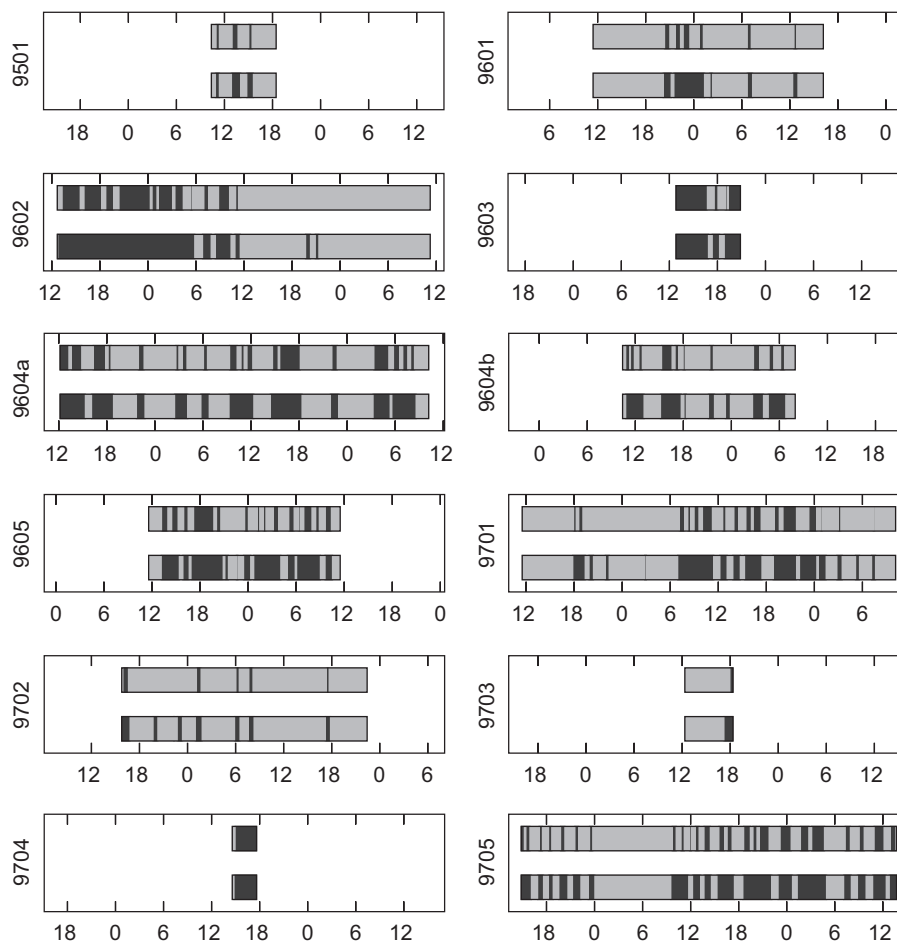 9501
18 0 6 12 18 0 6 12
9601
6 12 18 0 6 12 18 0
9602
12 18 0 6 12 18 0 6 12
9603
18 0 6 12 18 0 6 12
9604a
12 18 0 6 12 18 0 6 12
9604b
0 6 12 18 0 6 12 18
9605
0 6 12 18 0 6 12 18 0
9701
12 18 0 6 12 18 0 6
9702
12 18 0 6 12 18 0 6
9703
18 0 6 12 18 0 6 12
9704
18 0 6 12 18 0 6 12
9705
18 0 6 12 18 0 6 12